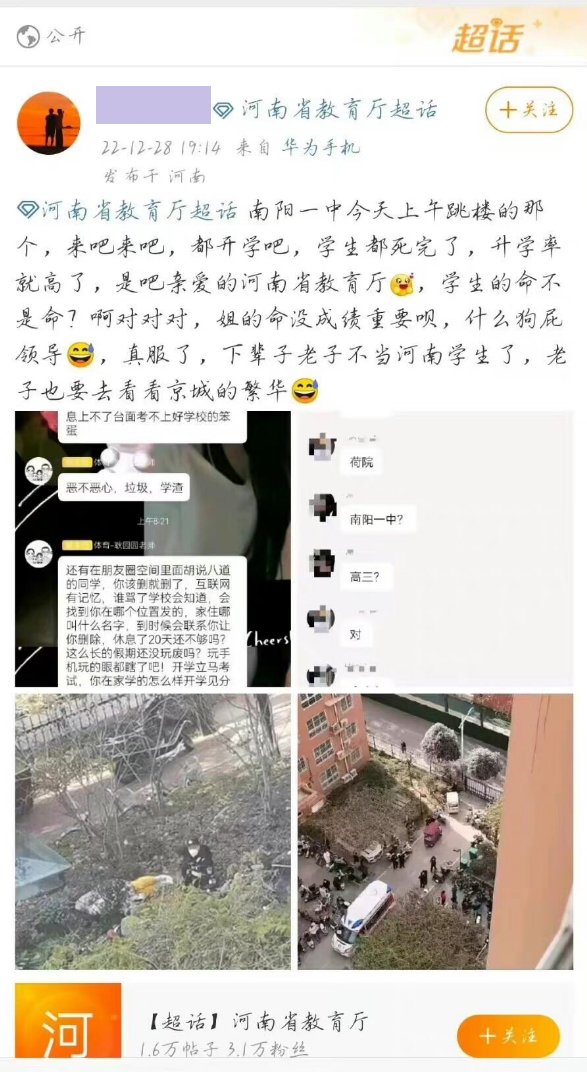 公开
超话
河南省教育厅超话
+关注
22-12-28 19:14 来自 华为手机
发布于 河南
河南省教育厅超话 南阳一中今天上午跳楼的那
个，来吧来吧，都开学吧，学生都死完了，升学率
就高了，是吧亲爱的河南省教育厅，学生的命不
是命？啊对对对，姐的命没成绩重要呗，什么狗屁
领导，真服了，下辈子老子不当河南学生了，老
子也要去看看京城的繁华
息上不了台面考不上好学校的笨
蛋
恶不恶心，垃圾，学渣
上午8:21
还有在朋友圈空间里面胡说八道
的同学，你该删就删了，互联网
有记忆，谁骂了学校会知道，会
找到你在哪个位置发的，家住哪
叫什么名字，到时候会联系你让
你删除，休息了20天还不够吗？
这么长的假期还没玩废吗？玩手
机玩的眼都瞎了吧！开学立马考
试，你在家学的怎么样开学见分
Cheers
荷院
南阳一中？
高三？
对
河
【超话】河南省教育厅
1.6万帖子 3.1万粉丝
+关注